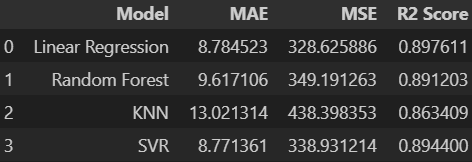 Model MAE MSE R2 Score
0 Linear Regression 8.784523 328.625886 0.897611
1 Random Forest 9.617106 349.191263 0.891203
2 KNN 13.021314 438.398353 0.863409
3 SVR 8.771361 338.931214 0.894400